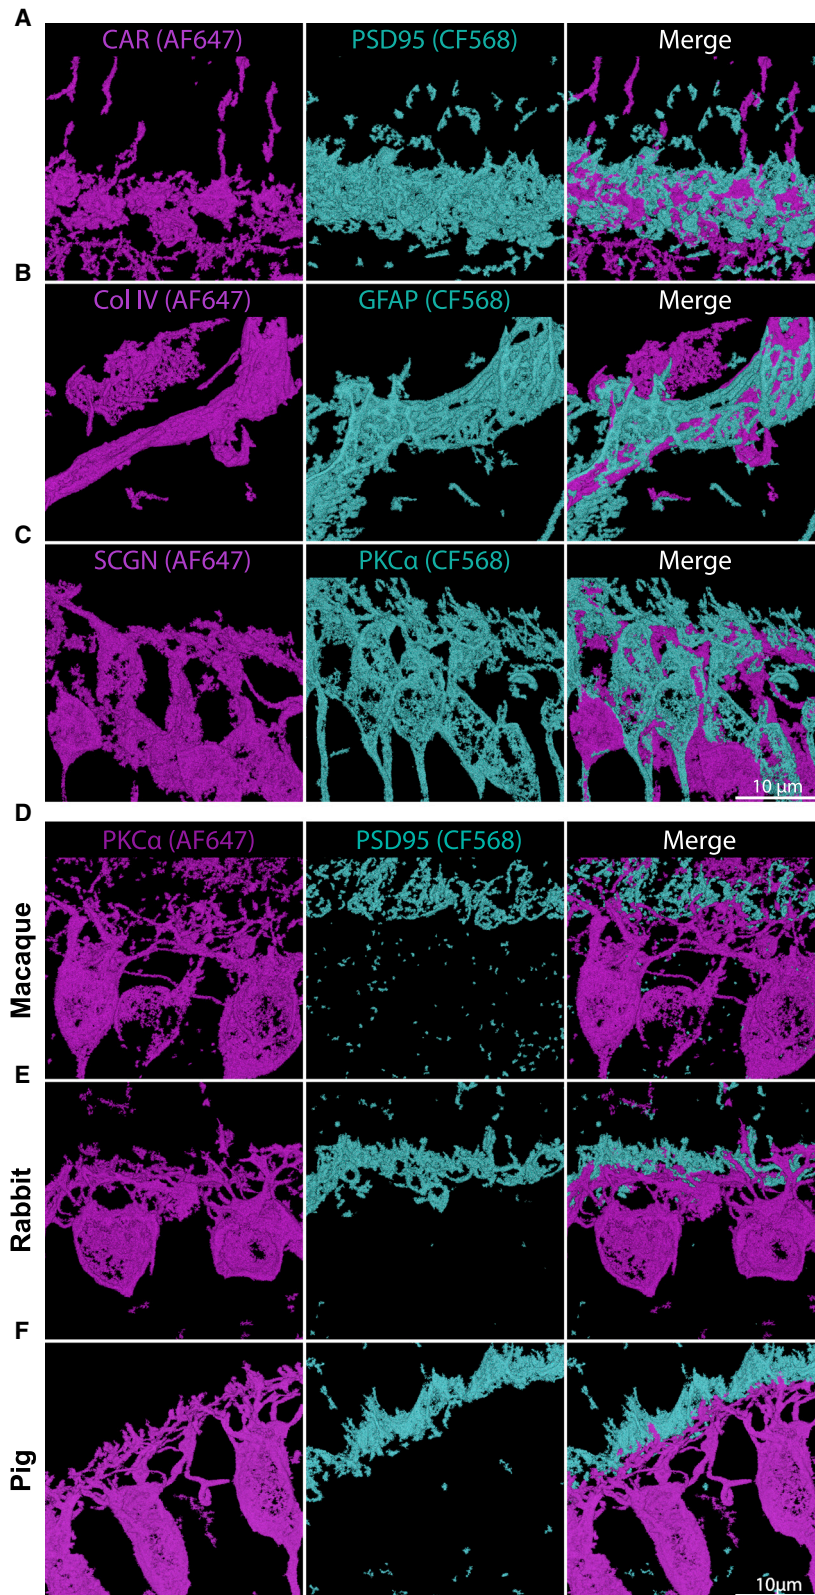 A
CAR (AF647)
PSD95 (CF568)
Merge
B
Col IV (AF647)
GFAP (CF568)
Merge
C
SCGN (AF647)
PKCα (CF568)
Merge
10 µm
D
PKCα (AF647)
PSD95 (CF568)
Merge
Macaque
E
Rabbit
F
Pig
10µm